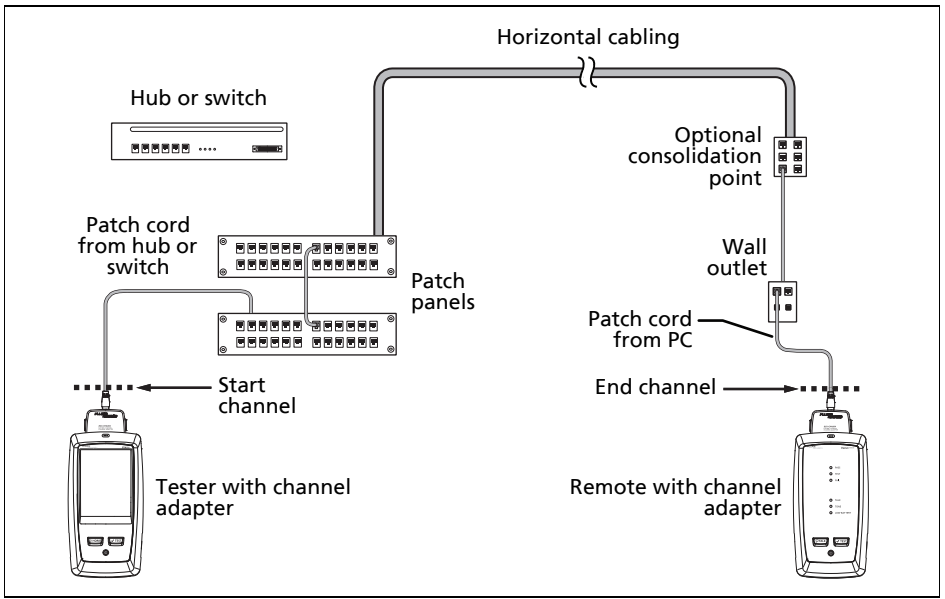 Horizontal cabling
Hub or switch
Optional
consolidation
point
Patch cord
from hub or
switch
Wall
outlet
Patch
panels
Patch cord
from PC
Start
channel
End channel
Tester with channel
adapter
Remote with channel
adapter